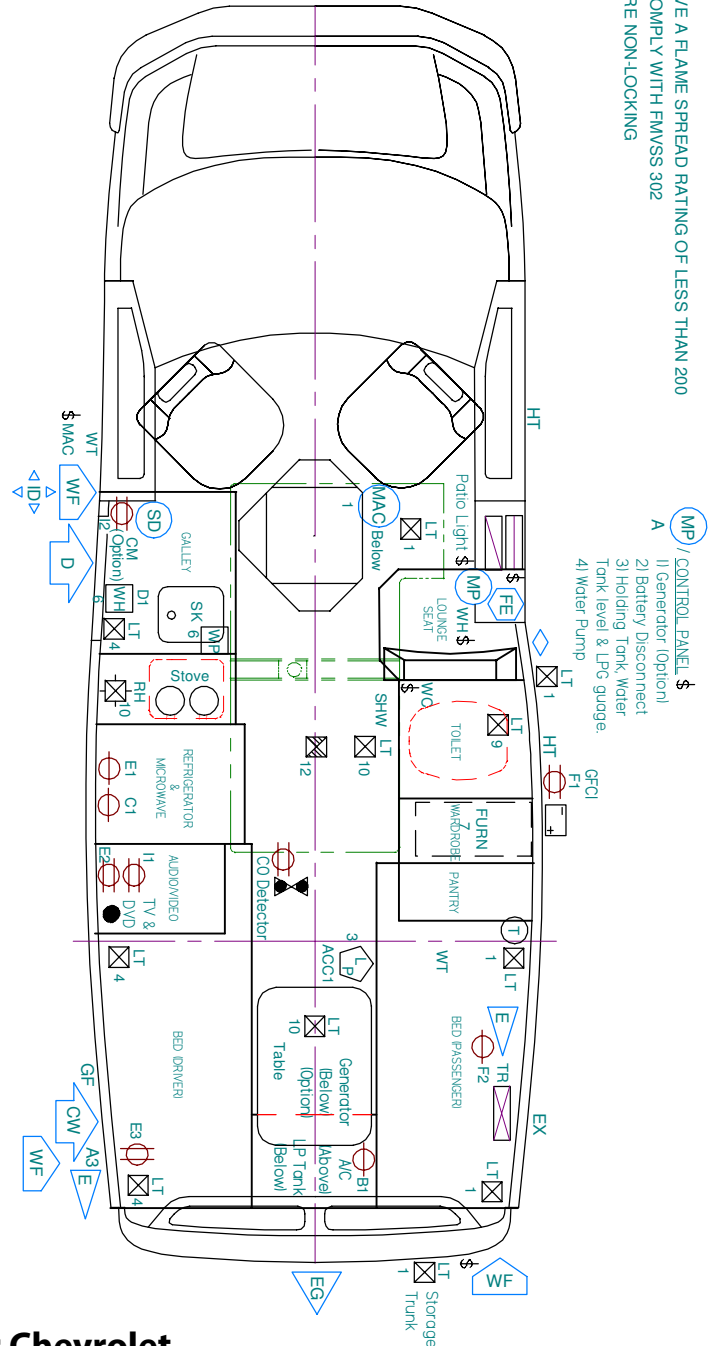 VE A FLAME SPREAD RATING OF LESS THAN 200
OMPLY WITH FMVSS 302
RE NON-LOCKING
MP / CONTROL PANEL $
A
1) Generator (Option)
2) Battery Disconnect
3) Holding Tank, Water
Tank level & LPG guage.
4) Water Pump
HT
Patio Light $
$
MP
FE
WH $
LOUNGE
SEAT
LT
1
MAC Below
1
WT
$ MAC
WF
ID
D
I2
CM
(Option)
SD
GALLEY
D1
WH
6
SK
6
WP
LT
4
Stove
RH
10
REFRIGERATOR
&
MICROWAVE
E1
C1
AUDIO/VIDEO
E2
I1
TV &
DVD
LT
4
BED (DRIVER)
GF
CW
WF
A3
E
E3
LT
4
LT
1
HT
GFCI
F1
- +
$
WC
TOILET
LT
9
SHW
LT
10
12
FURN
7
WARDROBE
PANTRY
CO Detector
T
LT
1
WT
3
LP
ACC1
BED (PASSENGER)
E
F2
TR
EX
LT
1
LT
10
Table
Generator
(Below)
(Option)
A/C
(Above)
LP Tank
(Below)
B1
EG
$
WF
LT
1
Storage
Trunk
Chevrolet